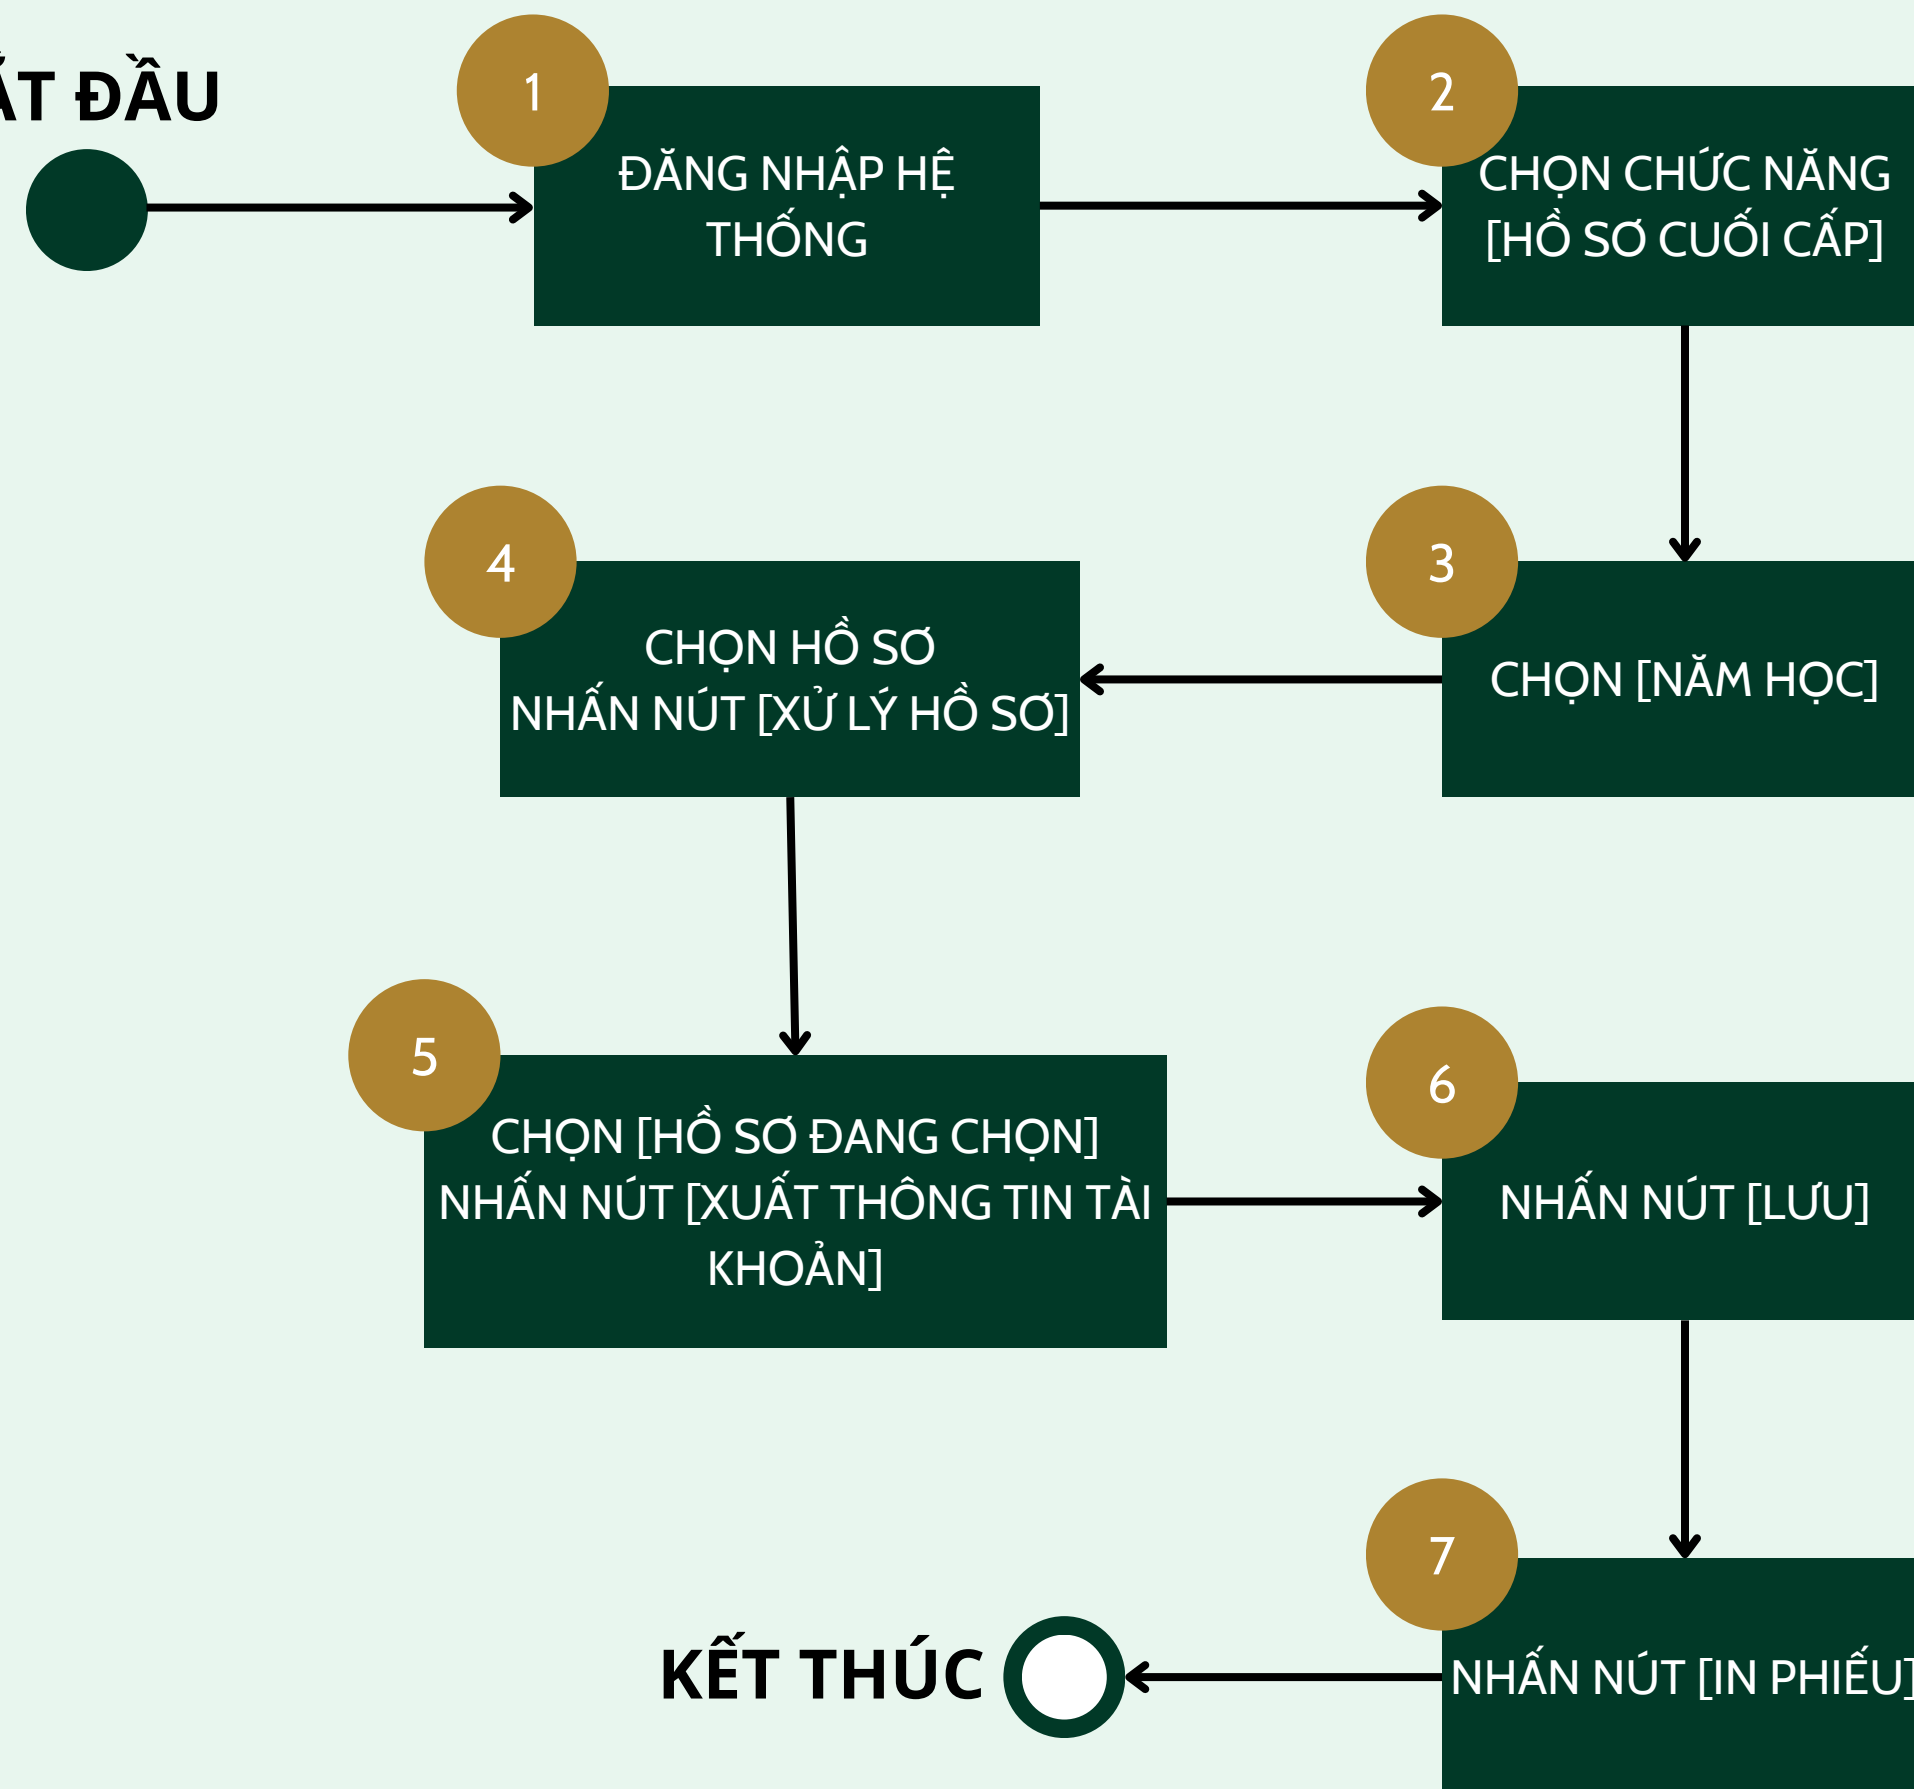 ĐẦU
1
ĐĂNG NHẬP HỆ
THỐNG
2
CHỌN CHỨC NĂNG
[HỒ SƠ CUỐI CẤP]
3
CHỌN [NĂM HỌC]
4
CHỌN HỒ SƠ
NHẤN NÚT [XỬ LÝ HỒ SƠ]
5
CHỌN [HỒ SƠ ĐANG CHỌN]
NHẤN NÚT [XUẤT THÔNG TIN TÀI
KHOẢN]
6
NHẤN NÚT [LƯU]
7
NHẤN NÚT [IN PHIẾU]
KẾT THÚC